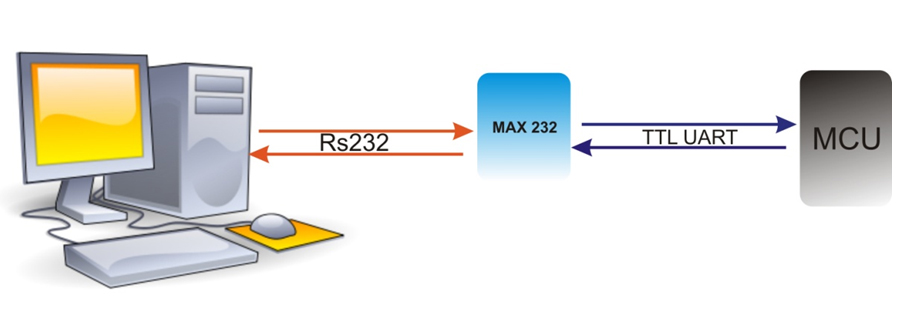 Rs232
MAX 232
TTL UART
MCU